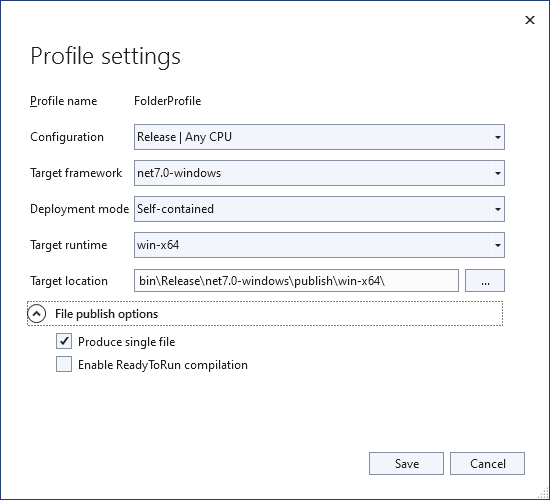 Profile settings
Profile name FolderProfile
Configuration Release | Any CPU
Target framework net7.0-windows
Deployment mode Self-contained
Target runtime win-x64
Target location bin\Release\net7.0-windows\publish\win-x64\ ...
File publish options
Produce single file
Enable ReadyToRun compilation
Save Cancel